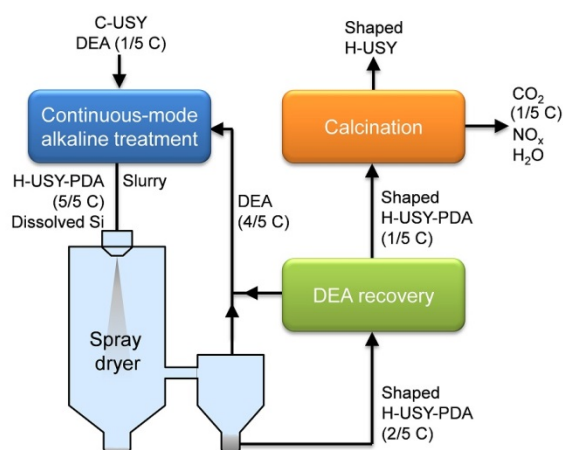 C-USY
DEA (1/5 C)
Continuous-mode
alkaline treatment
H-USY-PDA
(5/5 C)
Dissolved Si
Slurry
Spray
dryer
DEA
(4/5 C)
Shaped
H-USY
Calcination
CO₂
(1/5 C)
NOₓ
H₂O
Shaped
H-USY-PDA
(1/5 C)
DEA recovery
Shaped
H-USY-PDA
(2/5 C)